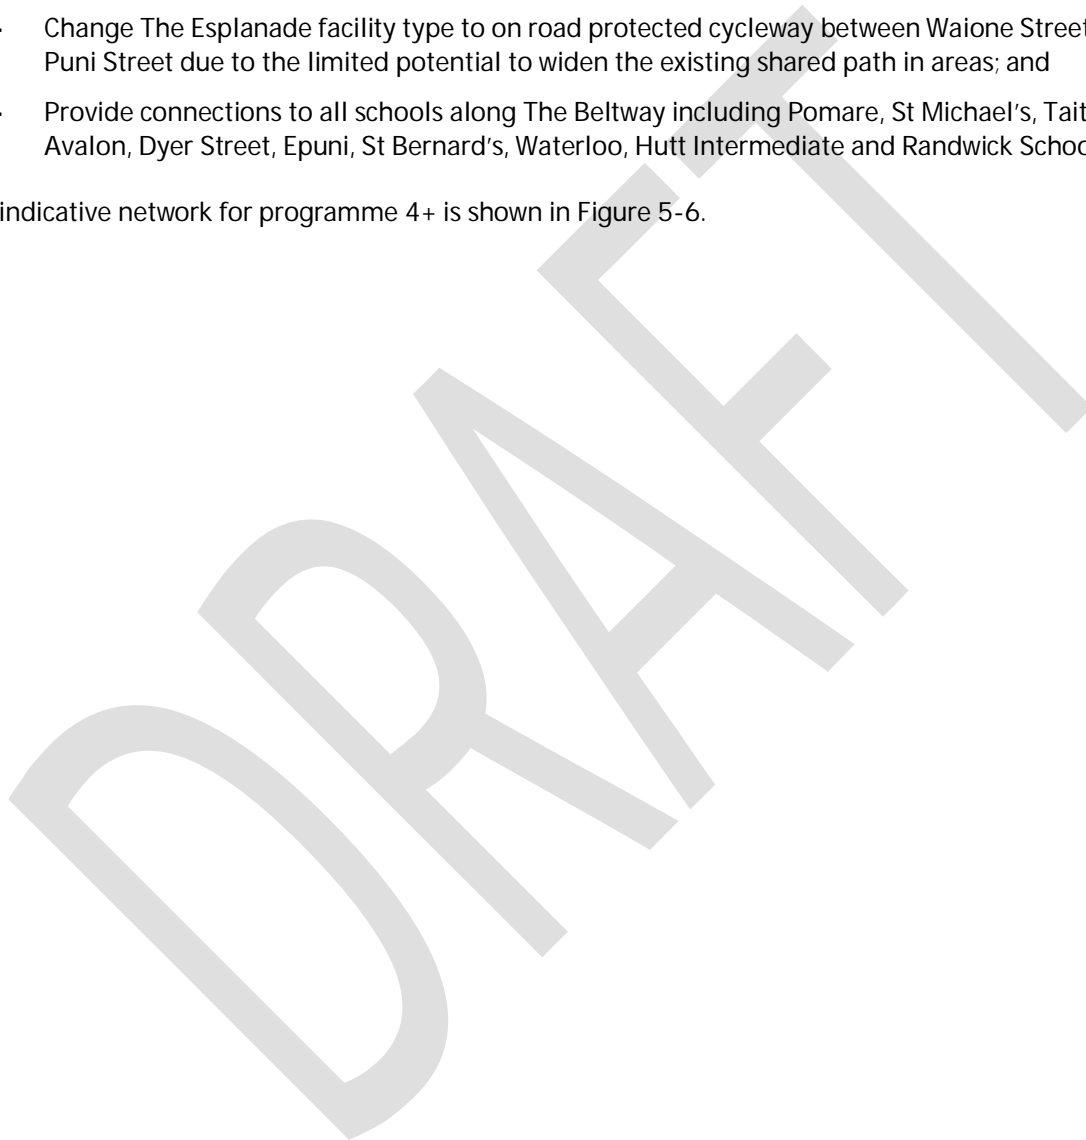 · Change The Esplanade facility type to on road protected cycleway between Waione Street
Puni Street due to the limited potential to widen the existing shared path in areas; and
· Provide connections to all schools along The Beltway including Pomare, St Michael's, Tait
Avalon, Dyer Street, Epuni, St Bernard's, Waterloo, Hutt Intermediate and Randwick Schoo
indicative network for programme 4+ is shown in Figure 5-6.
DRAFT